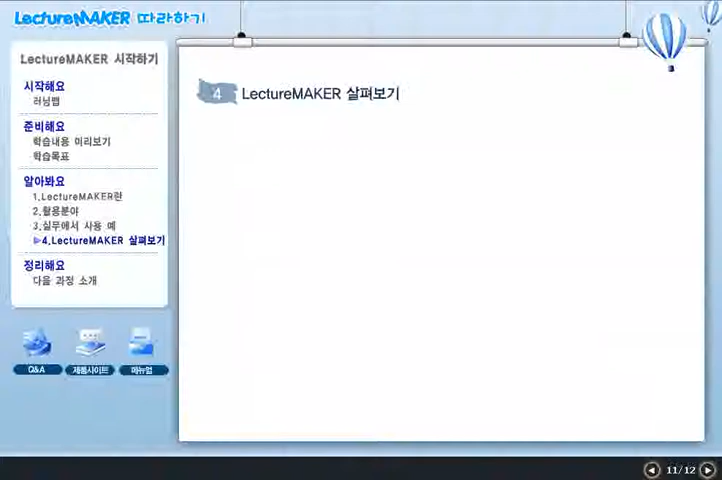 LectureMAKER 따라하기
LectureMAKER 시작하기
시작해요
러닝맵
준비해요
학습내용 미리보기
학습목표
알아봐요
1.LectureMAKER란
2.활용분야
3.실무에서 사용 예
4.LectureMAKER 살펴보기
정리해요
다음 과정 소개
Q&A
제품사이트
메뉴얼
4 LectureMAKER 살펴보기
11/12